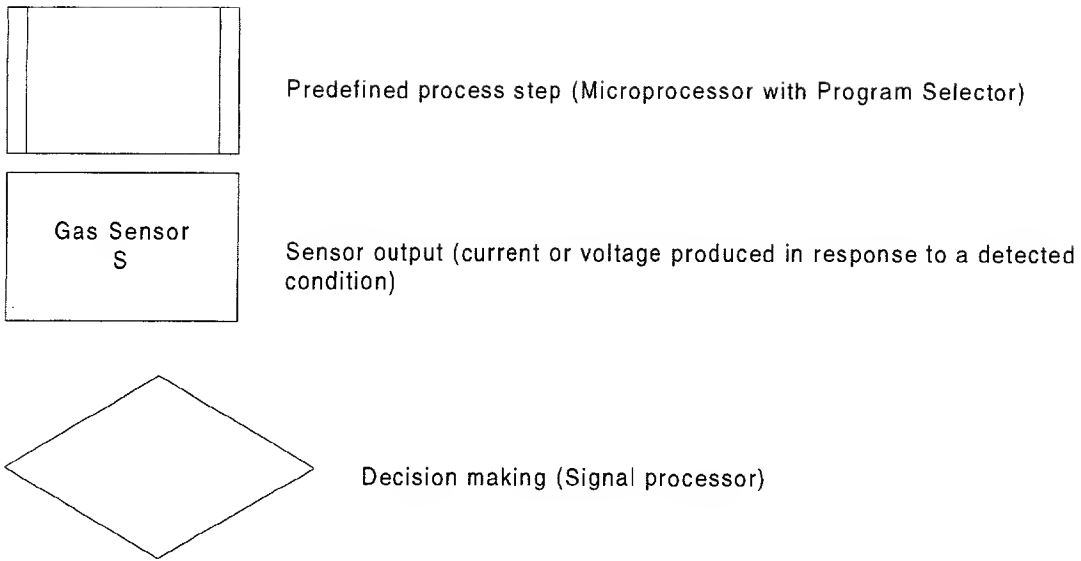 Predefined process step (Microprocessor with Program Selector)
Gas Sensor
S
Sensor output (current or voltage produced in response to a detected
condition)
Decision making (Signal processor)